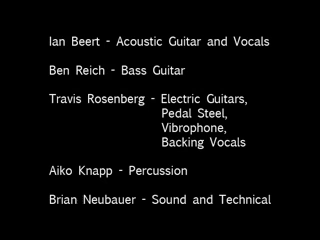 Ian Beert - Acoustic Guitar and Vocals
Ben Reich - Bass Guitar
Travis Rosenberg - Electric Guitars,
Pedal Steel,
Vibrophone,
Backing Vocals
Aiko Knapp - Percussion
Brian Neubauer - Sound and Technical